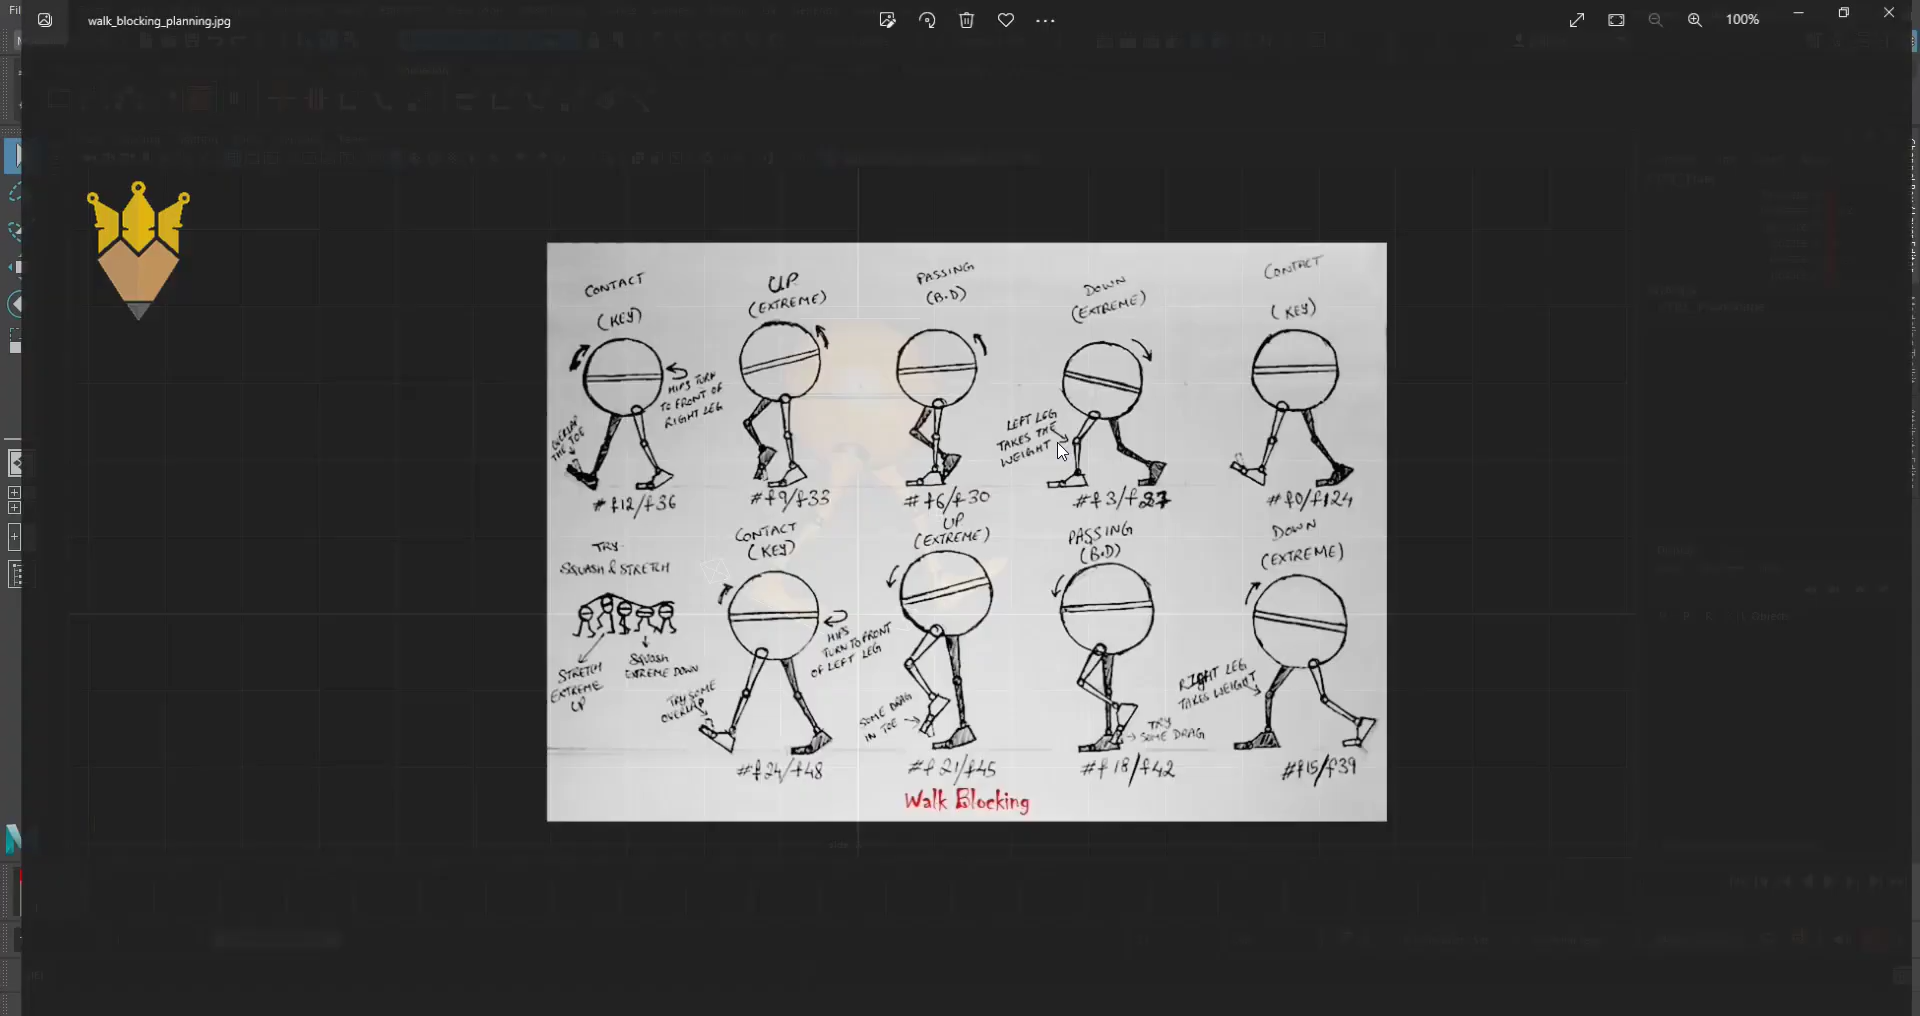 walk_blocking_planning.jpg
100%
CONTACT
(KEY)
UP
(EXTREME)
PASSING
(B.D)
DOWN
(EXTREME)
CONTACT
(KEY)
HIPS TURN
TO FRONT OF
RIGHT LEG
OVERLAP
THE TOE
LEFT LEG
TAKES THE
WEIGHT
#f12/f36
#f9/f33
#f6/f30
#f3/f27
#f0/f24
TRY
SQUASH & STRETCH
STRETCH
EXTREME
UP
SQUASH
EXTREME DOWN
CONTACT
(KEY)
UP
(EXTREME)
PASSING
(B.D)
DOWN
(EXTREME)
HIPS
TURN TO FRONT
OF LEFT LEG
TRY SOME
OVERLAP
SOME DRAG
IN TOE
TRY
SOME DRAG
RIGHT LEG
TAKES WEIGHT
#f24/f48
#f21/f45
#f18/f42
#f15/f39
Walk Blocking